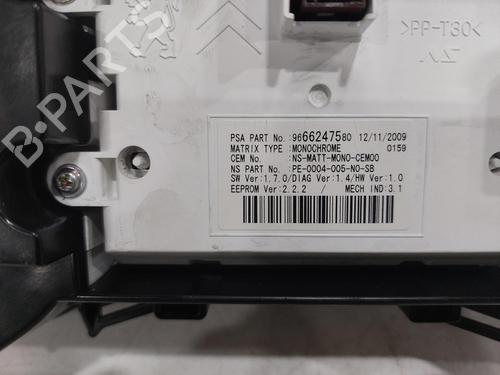 >PP-T30<
NS
PSA PART No.:9666247580 12/11/2009
MATRIX TYPE :MONOCHROME 0159
CEM No. :NS-MATT-MONO-CEM00
NS PART No. :PE-0004-005-NO-SB
SW Ver:1.7.0/DIAG Ver:1.4/HW Ver:1.0
EEPROM Ver:2.2.2 / MECH IND:3.1
B-PARTS